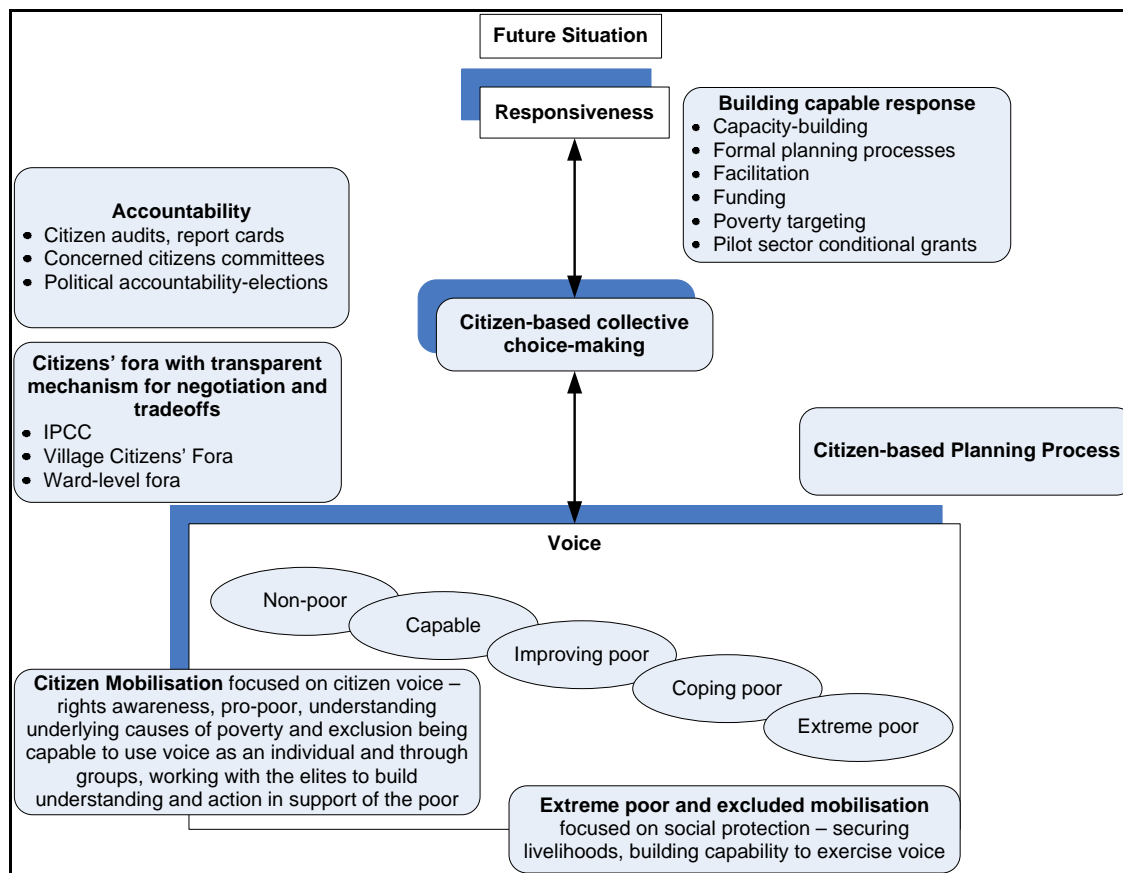 Future Situation
Responsiveness
Building capable response
• Capacity-building
• Formal planning processes
• Facilitation
• Funding
• Poverty targeting
• Pilot sector conditional grants
Accountability
• Citizen audits, report cards
• Concerned citizens committees
• Political accountability-elections
Citizen-based collective
choice-making
Citizens’ fora with transparent
mechanism for negotiation and
tradeoffs
• IPCC
• Village Citizens’ Fora
• Ward-level fora
Citizen-based Planning Process
Voice
Non-poor
Capable
Improving poor
Coping poor
Extreme poor
Citizen Mobilisation focused on citizen voice –
rights awareness, pro-poor, understanding
underlying causes of poverty and exclusion being
capable to use voice as an individual and through
groups, working with the elites to build
understanding and action in support of the poor
Extreme poor and excluded mobilisation
focused on social protection – securing
livelihoods, building capability to exercise voice